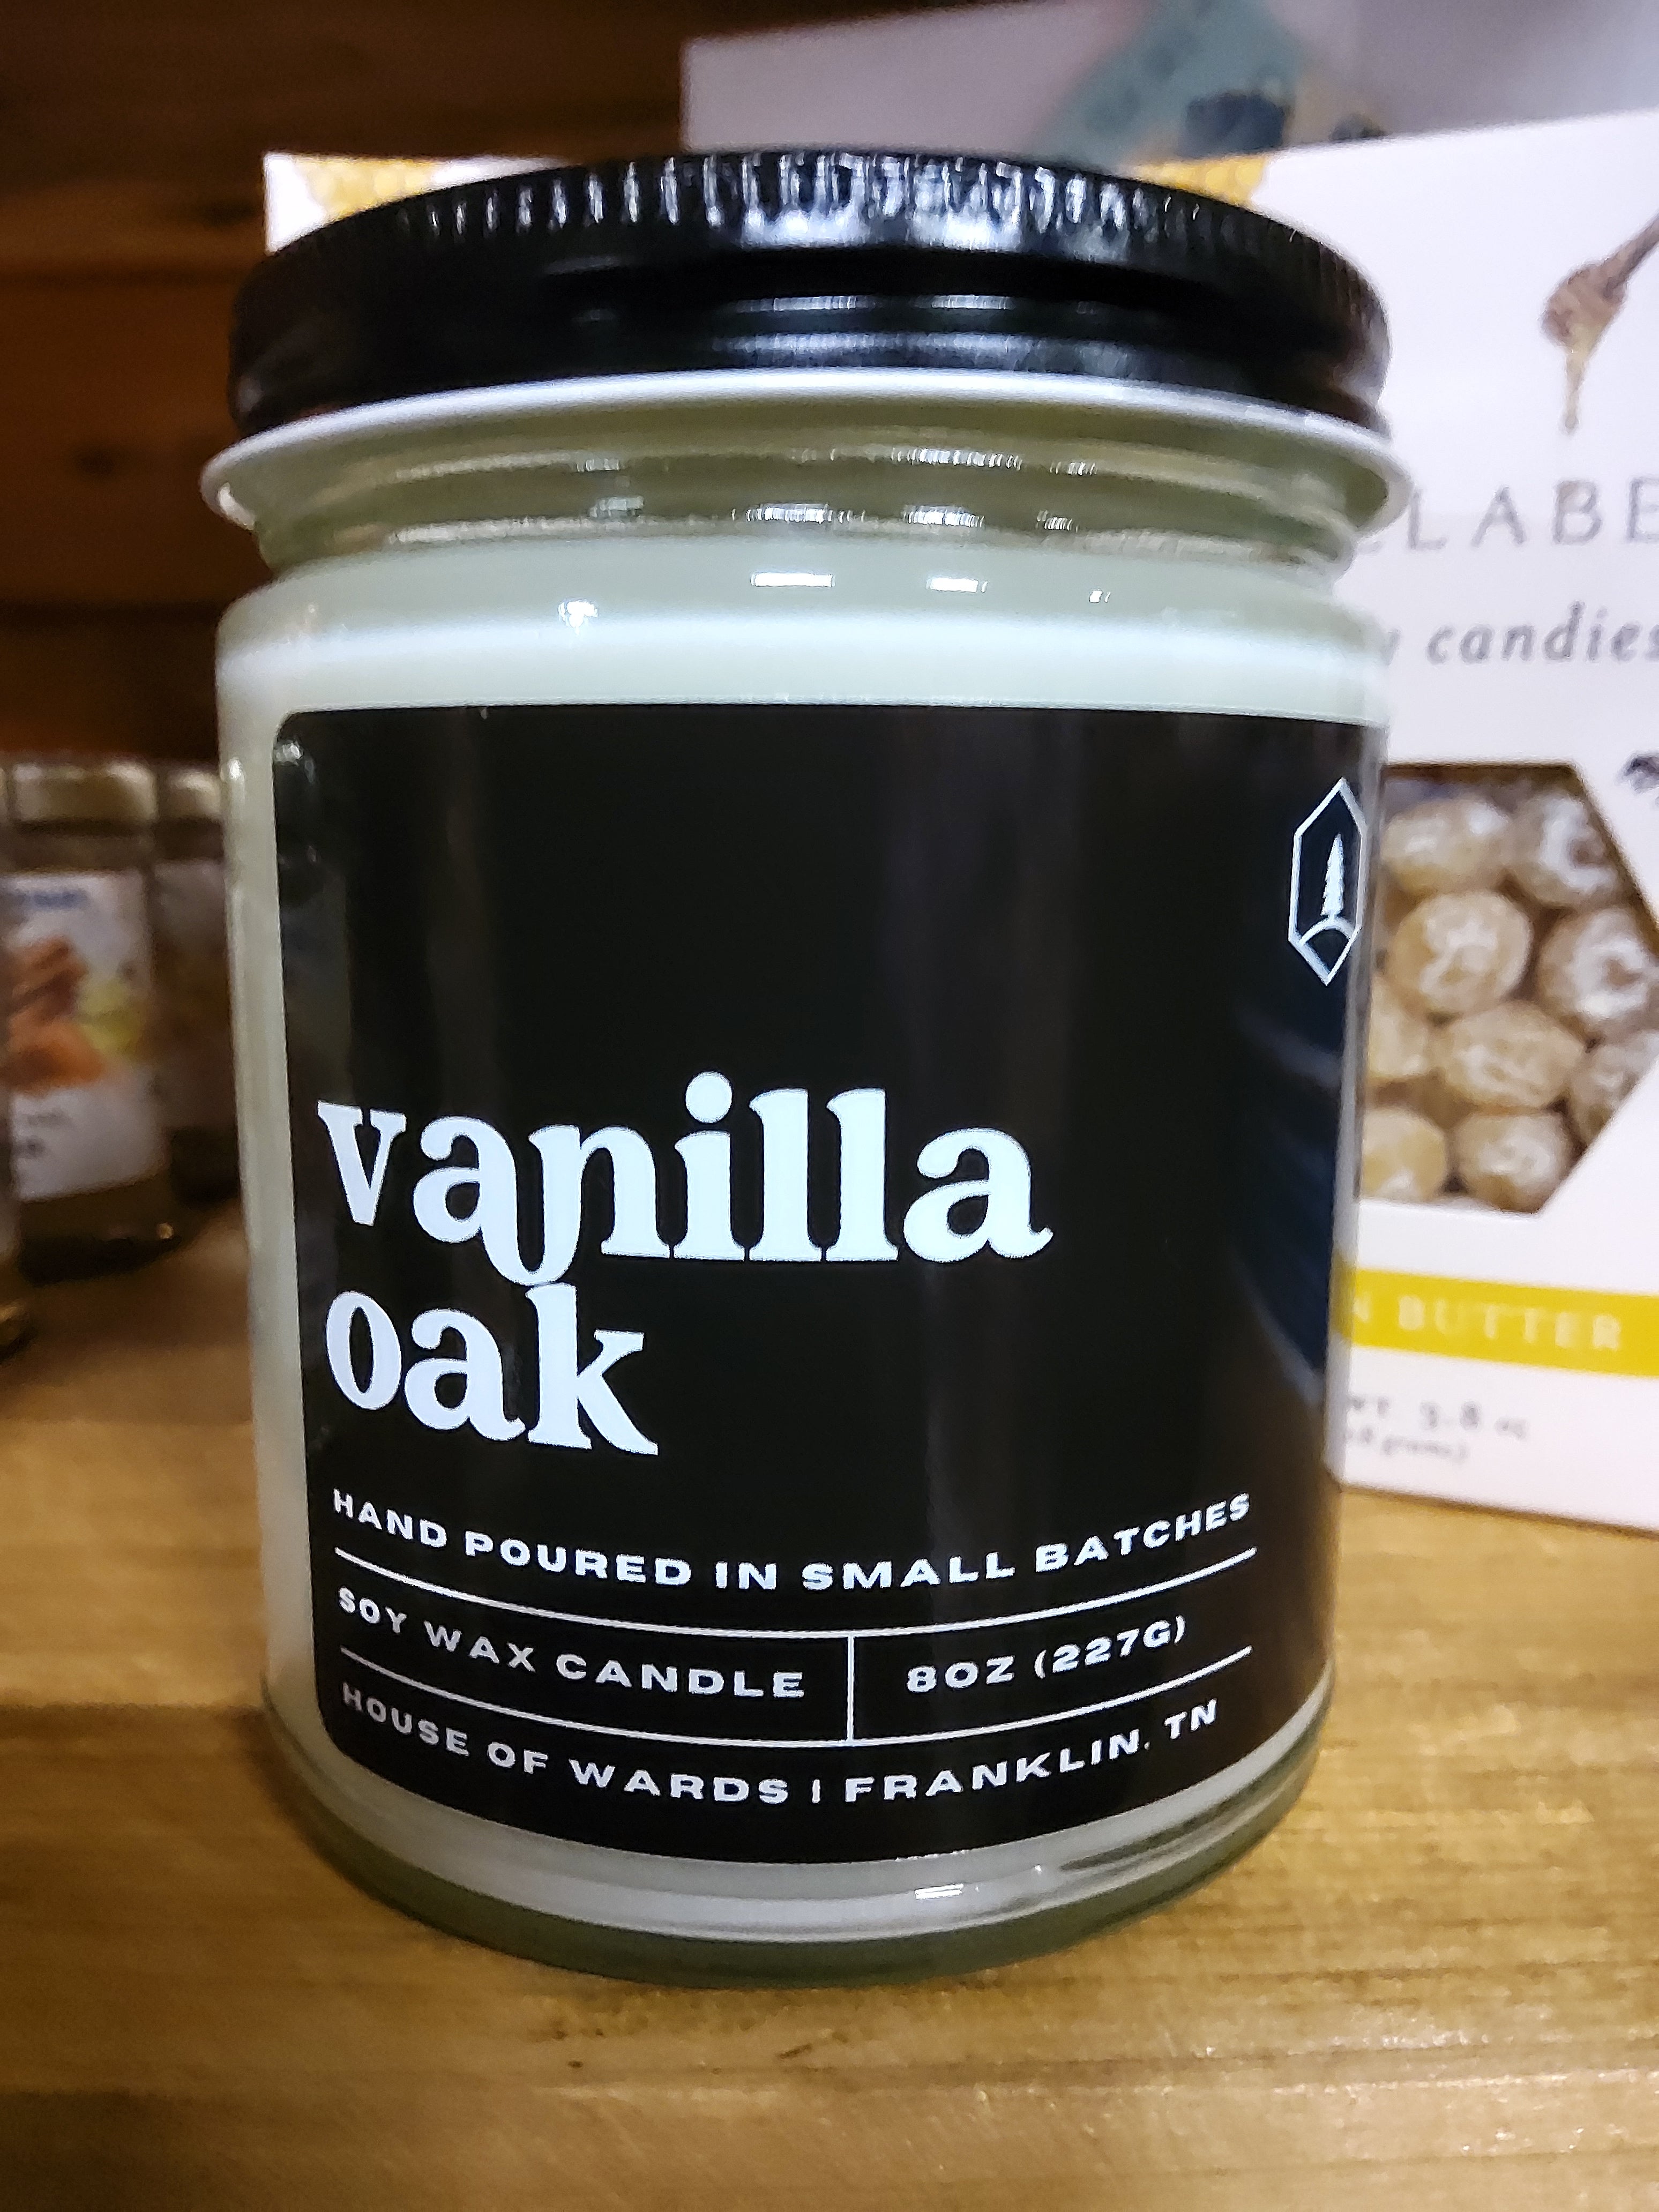 vanilla
oak
HAND POURED IN SMALL BATCHES
SOY WAX CANDLE
8OZ (227G)
HOUSE OF WARDS | FRANKLIN, TN
LABE
candies
BUTTER